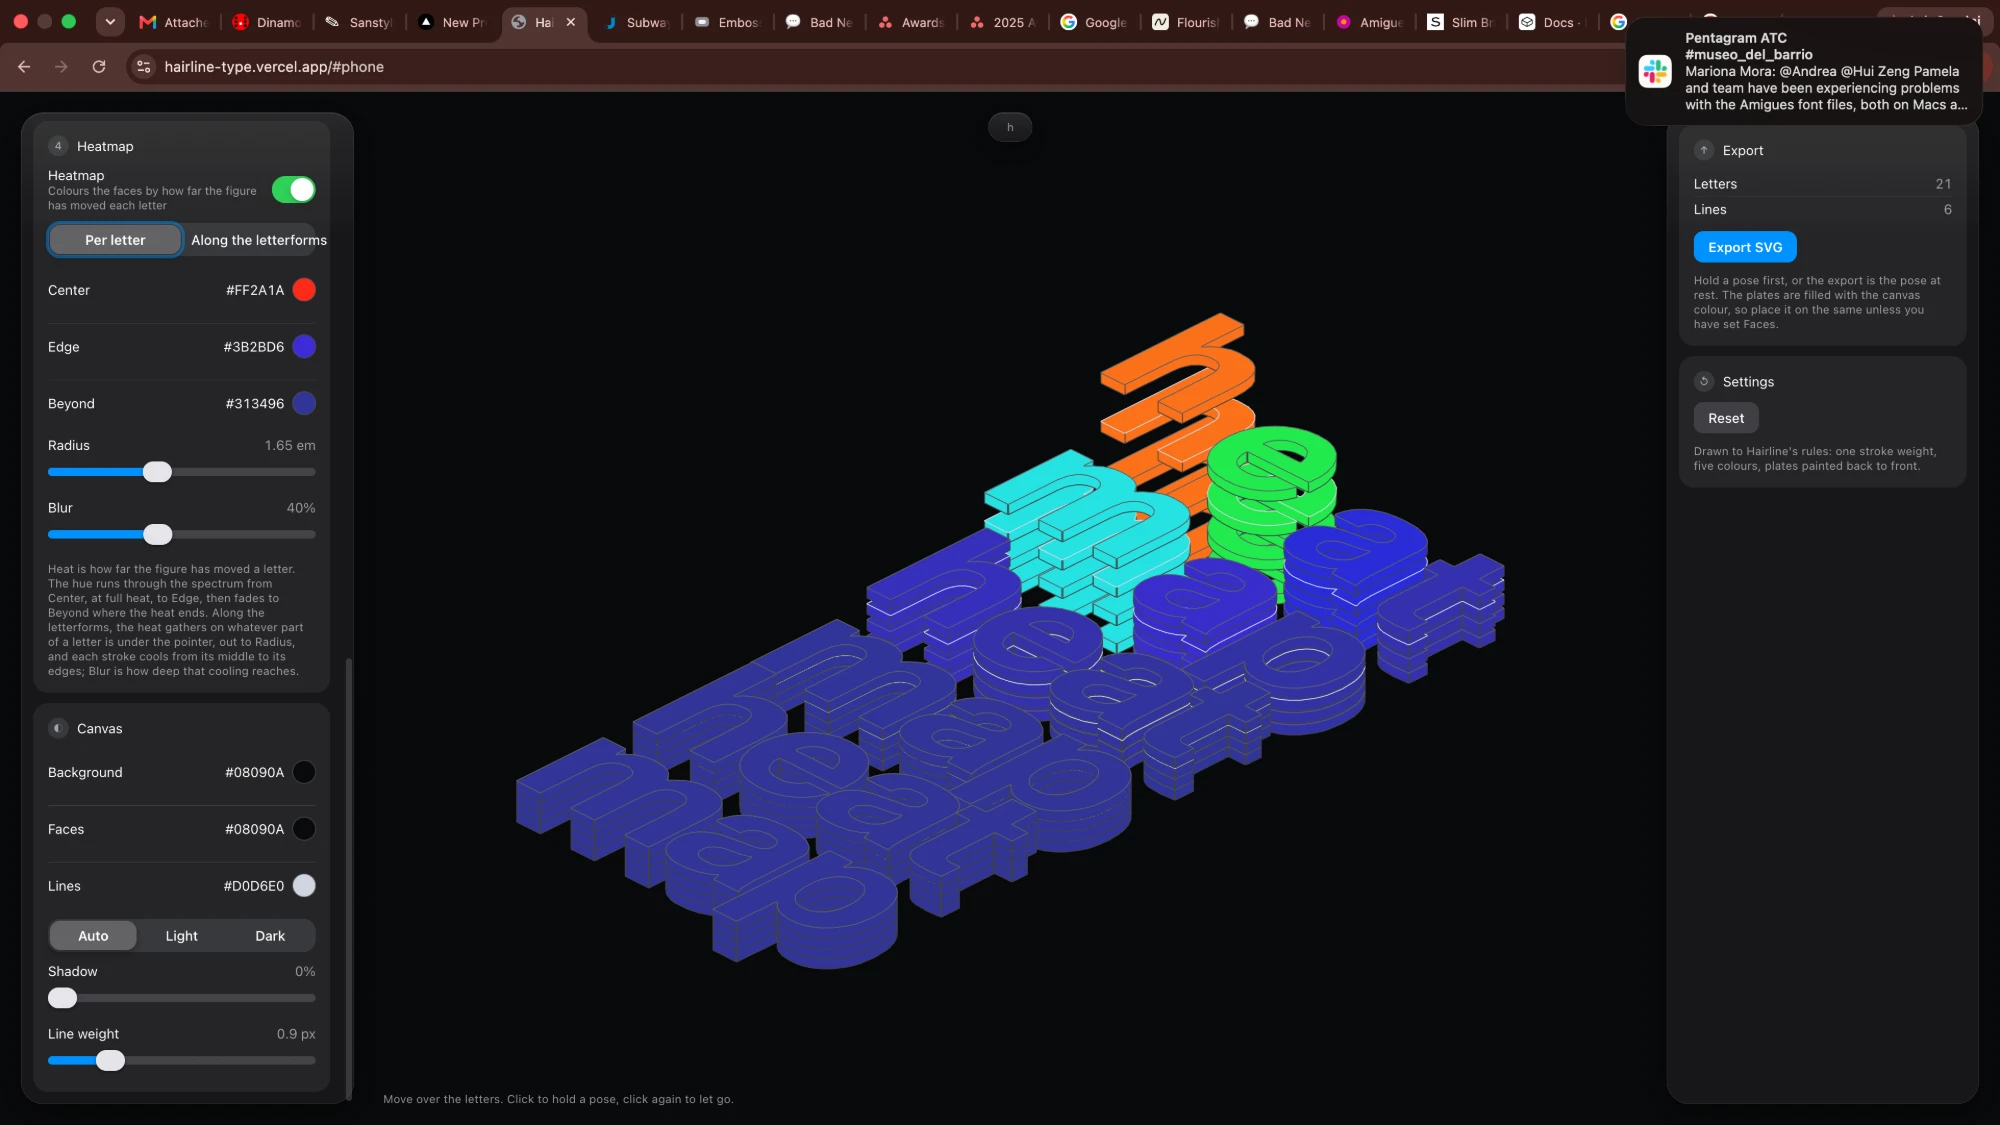 Attache
Dinamo
Sansty
New Pr
Hai
Subwa
Embos
Bad Ne
Awards
2025 A
Google
Flouris
Bad Ne
Amigue
Slim Br
Docs ·
hairline-type.vercel.app/#phone
Pentagram ATC
#museo_del_barrio
Mariona Mora: @Andrea @Hui Zeng Pamela
and team have been experiencing problems
with the Amigues font files, both on Macs a...
4 Heatmap
Heatmap
Colours the faces by how far the figure
has moved each letter
Per letter
Along the letterforms
Center #FF2A1A
Edge #3B2BD6
Beyond #313496
Radius 1.65 em
Blur 40%
Heat is how far the figure has moved a letter.
The hue runs through the spectrum from
Center, at full heat, to Edge, then fades to
Beyond where the heat ends. Along the
letterforms, the heat gathers on whatever part
of a letter is under the pointer, out to Radius,
and each stroke cools from its middle to its
edges; Blur is how deep that cooling reaches.
Canvas
Background #08090A
Faces #08090A
Lines #D0D6E0
Auto Light Dark
Shadow 0%
Line weight 0.9 px
h
Move over the letters. Click to hold a pose, click again to let go.
Export
Letters 21
Lines 6
Export SVG
Hold a pose first, or the export is the pose at
rest. The plates are filled with the canvas
colour, so place it on the same unless you
have set Faces.
Settings
Reset
Drawn to Hairline's rules: one stroke weight,
five colours, plates painted back to front.